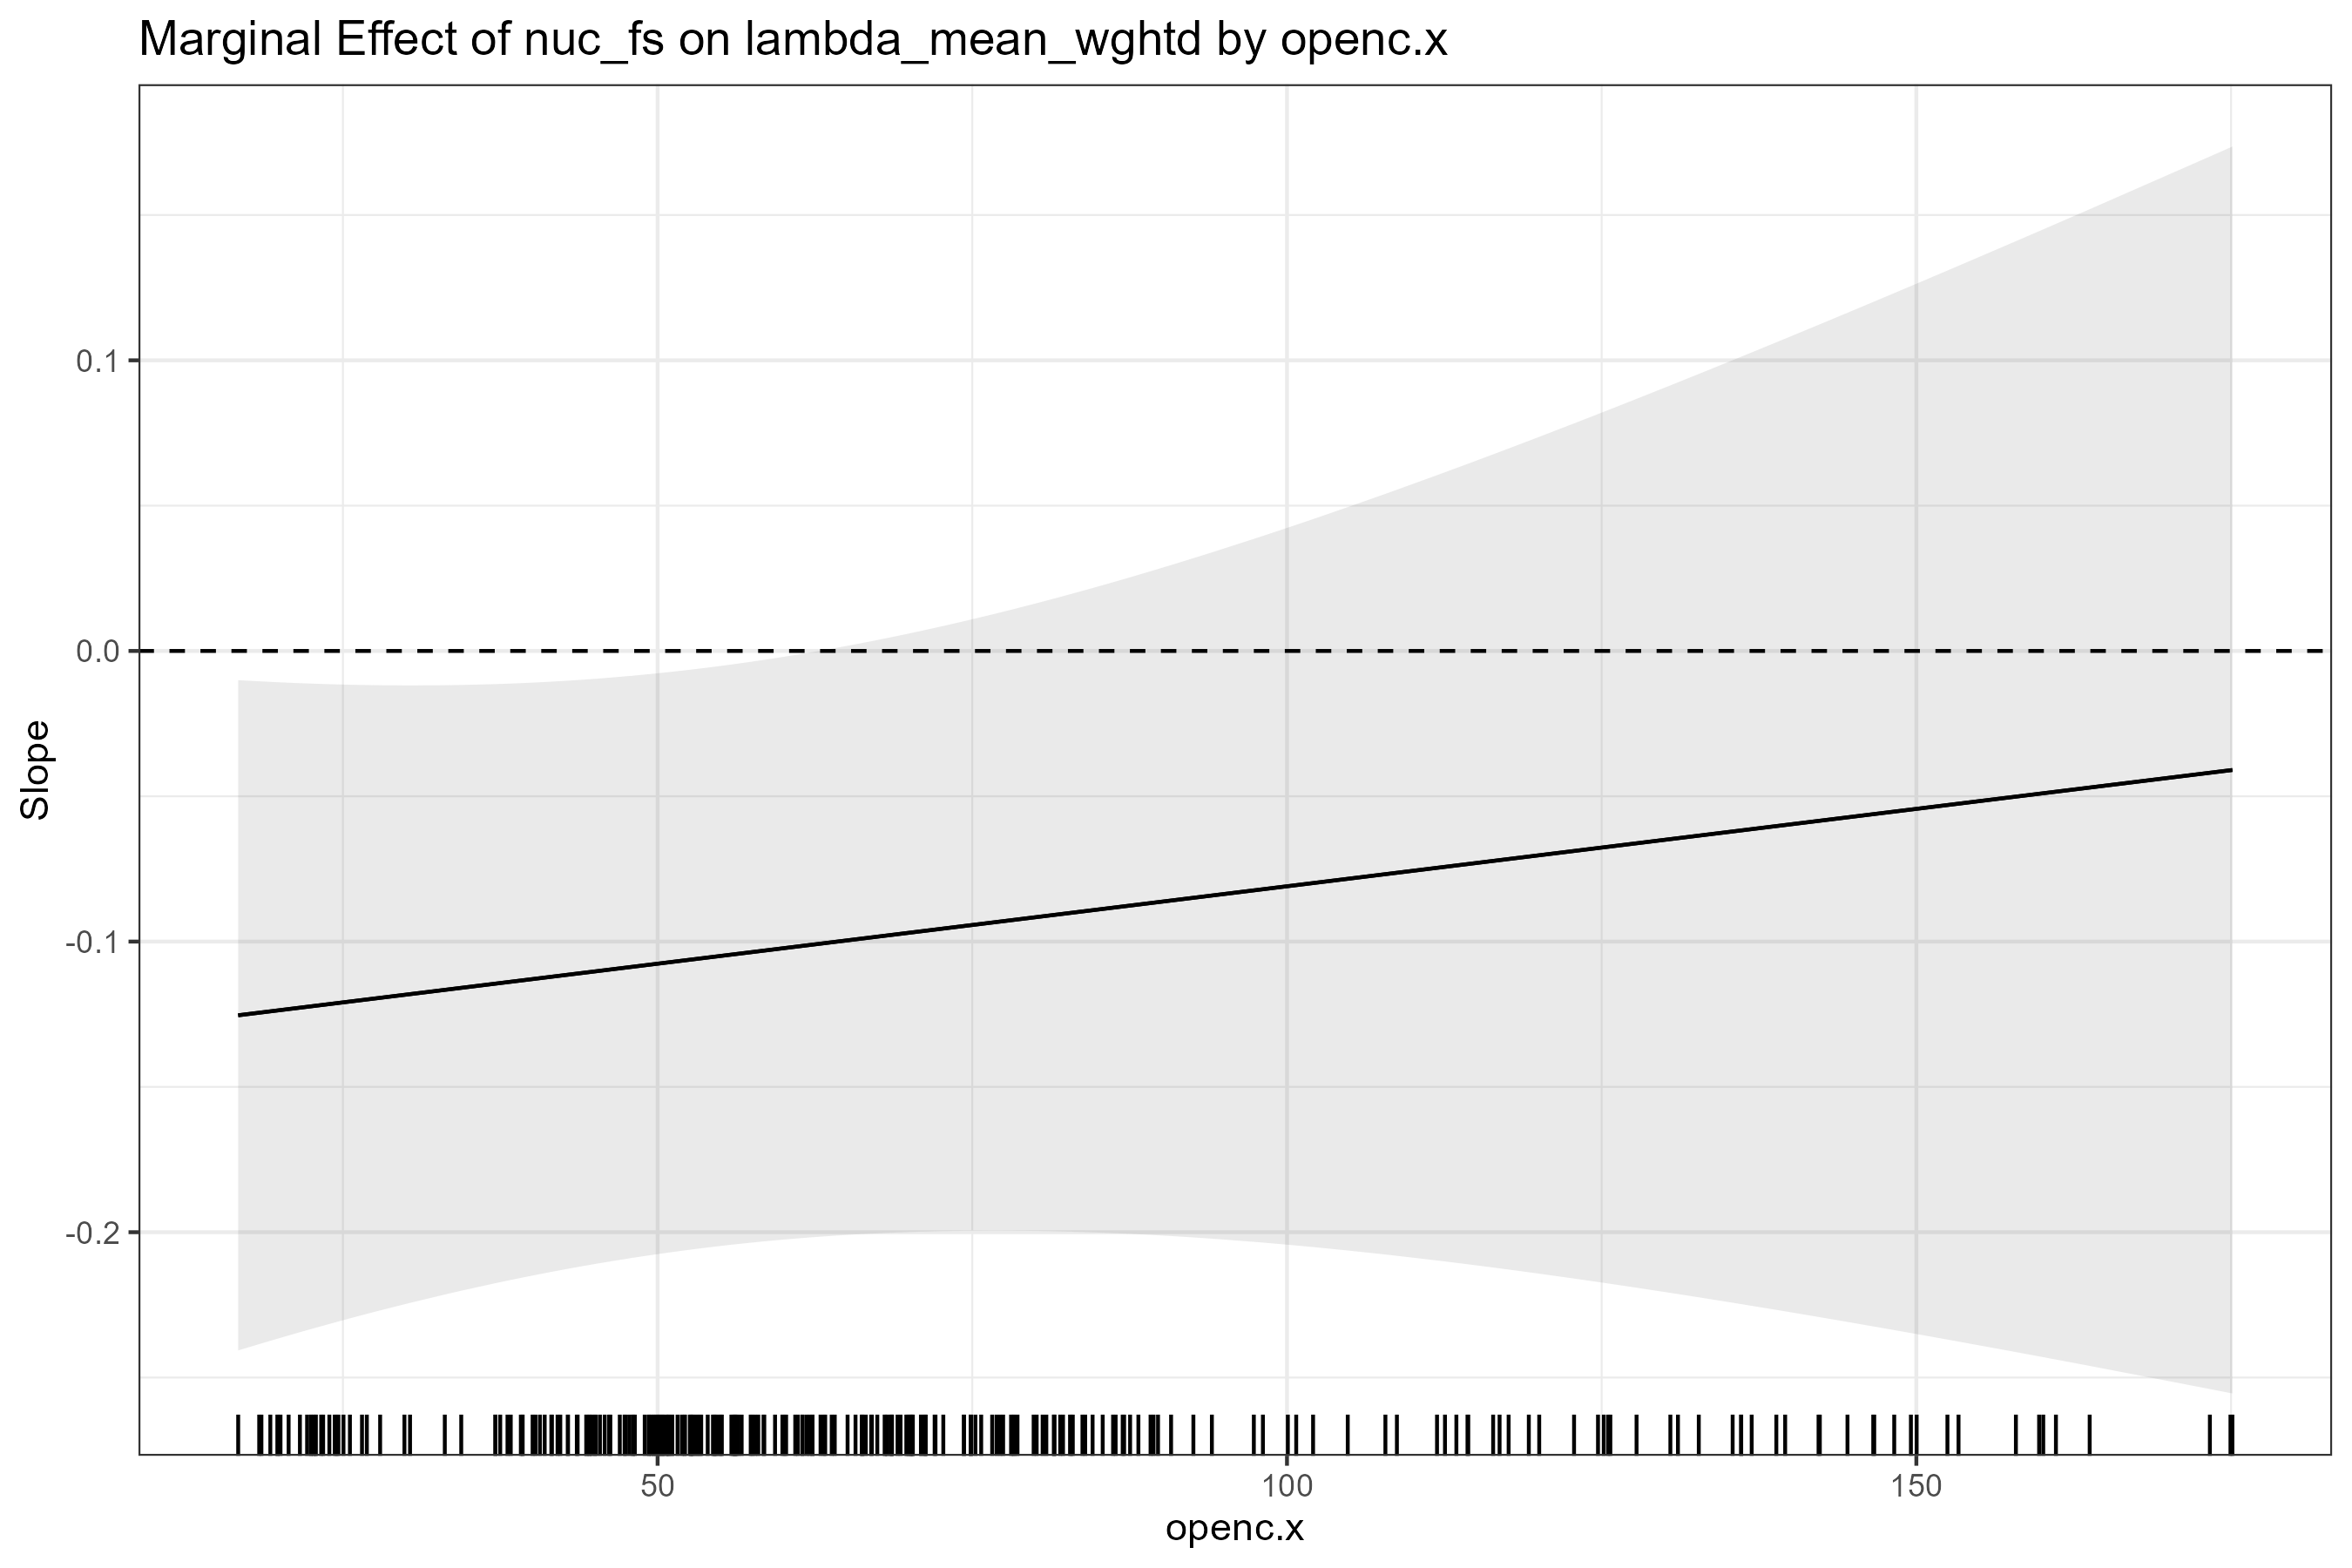 Marginal Effect of nuc_fs on lambda_mean_wghtd by openc.x
0.1
0.0
-0.1
-0.2
Slope
50 100 150
openc.x